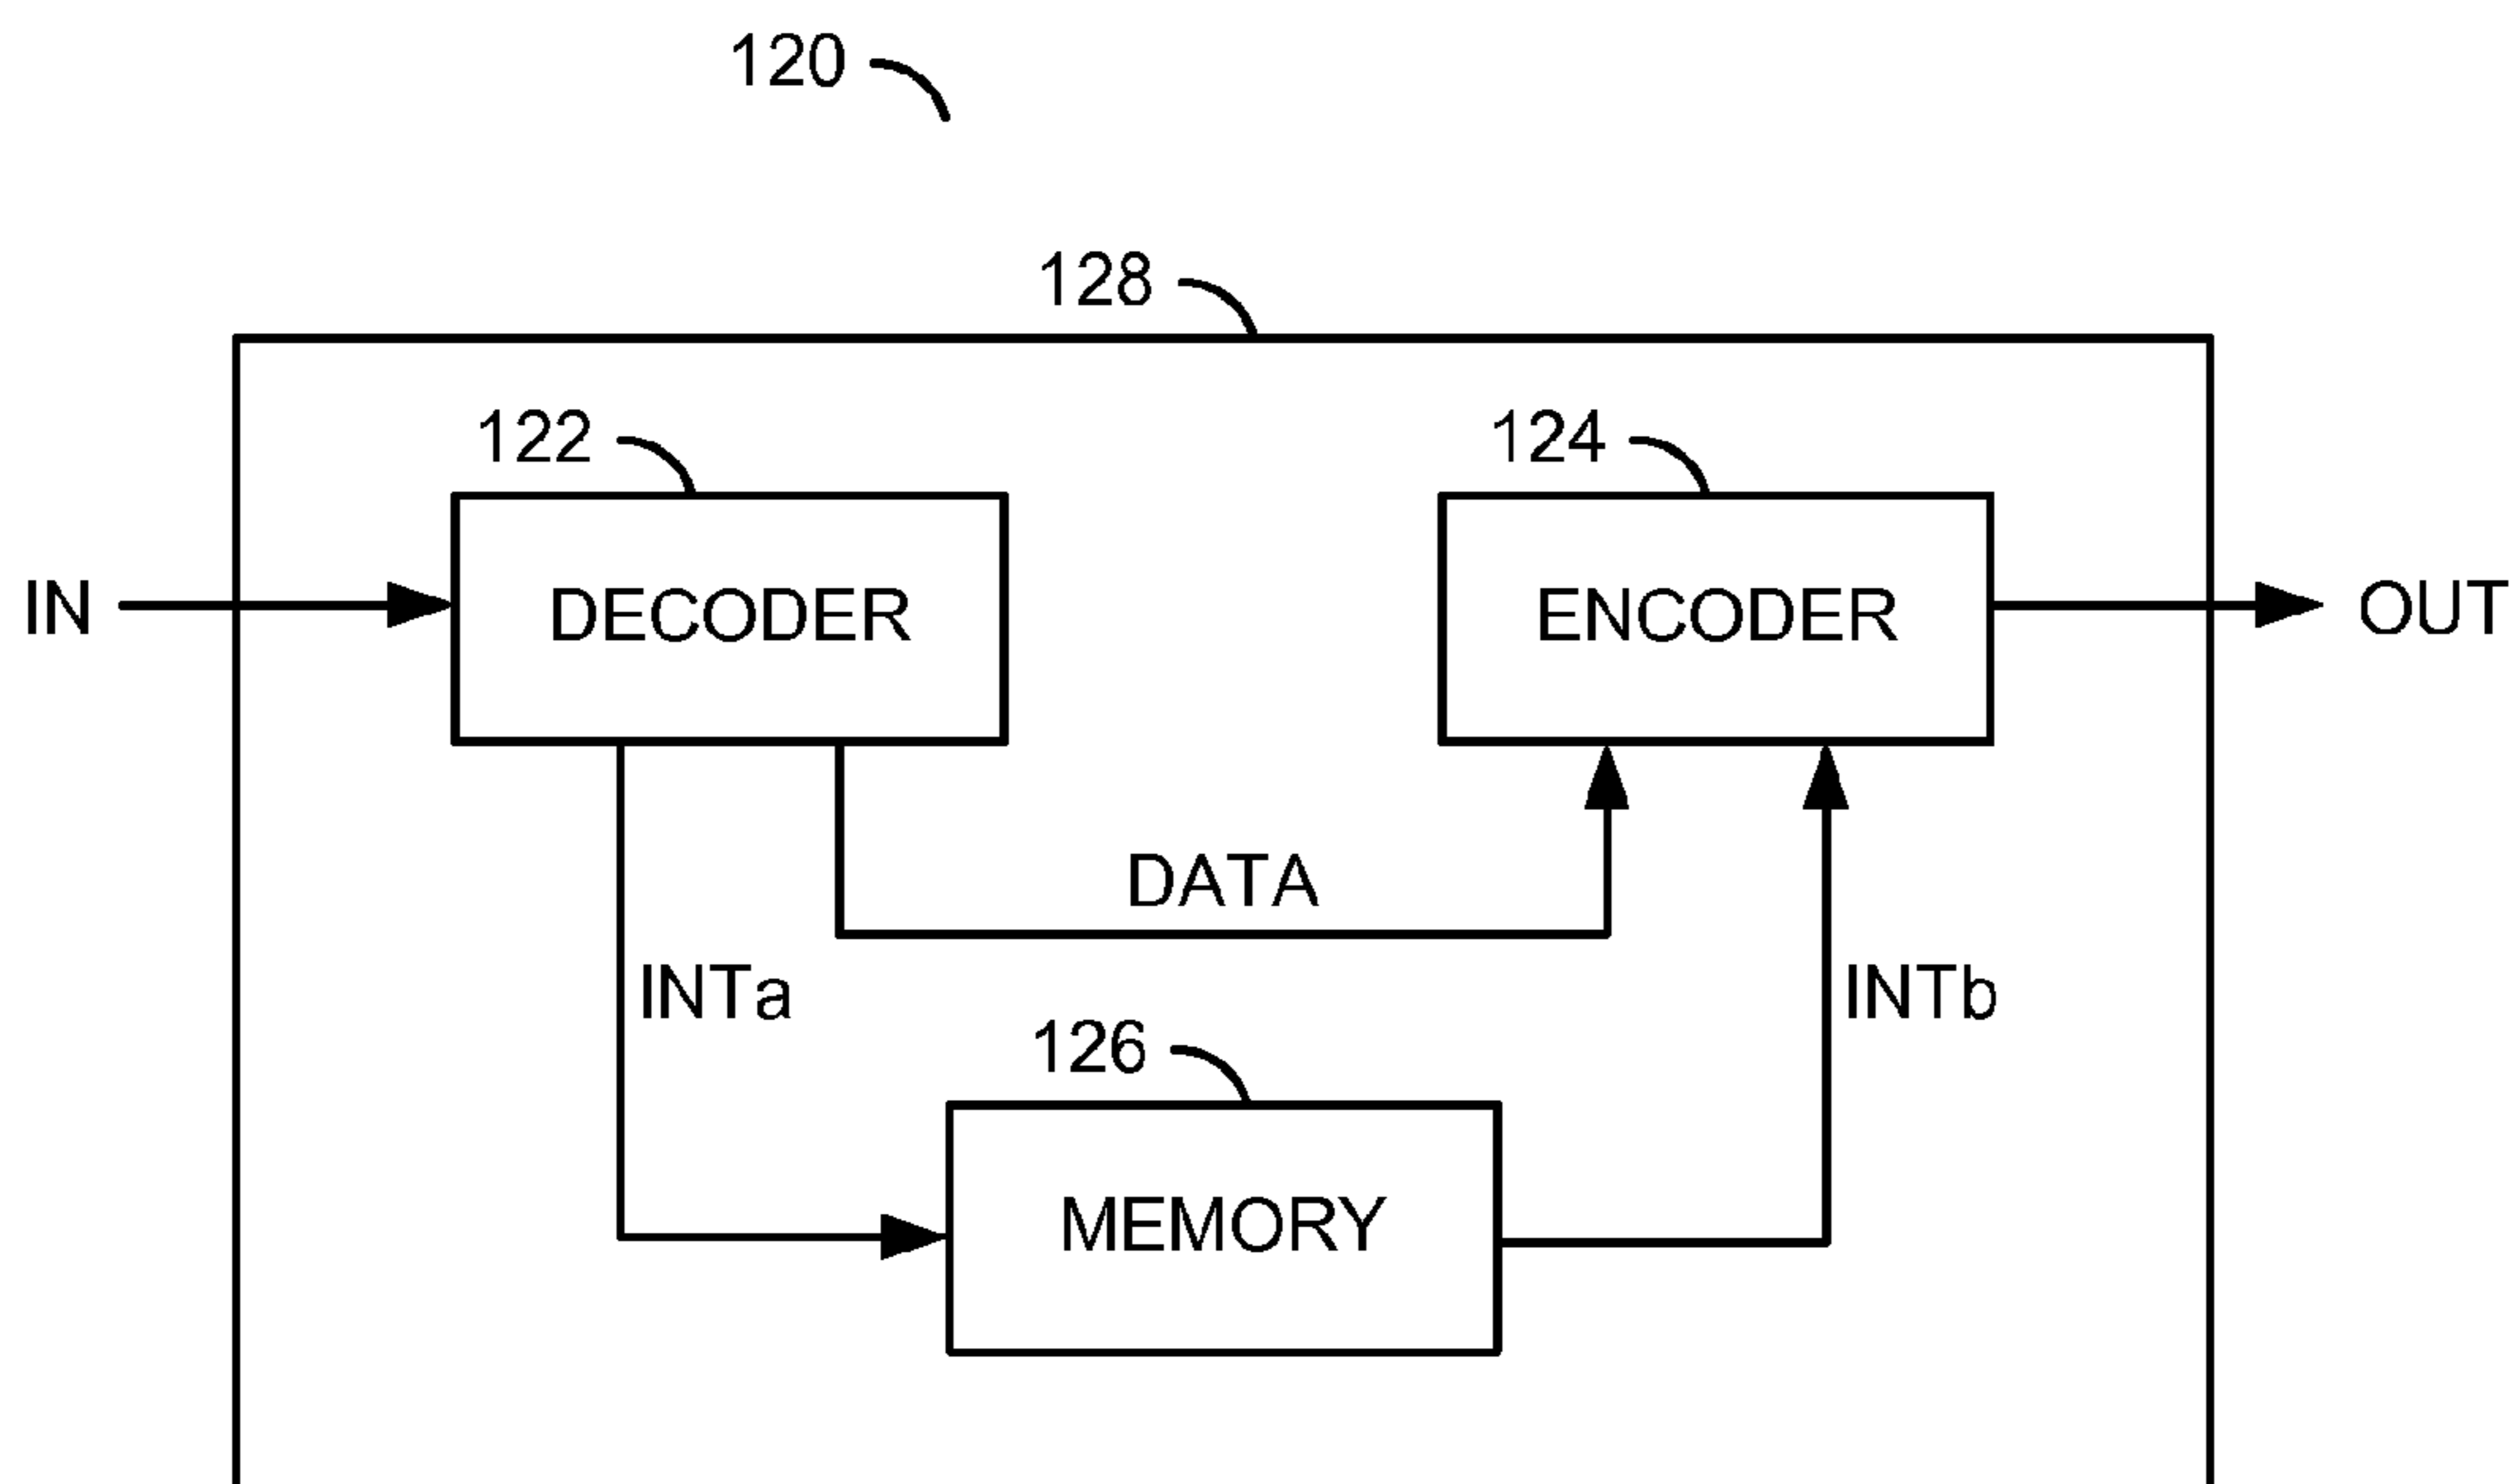 120
128
122
124
IN
DECODER
ENCODER
OUT
DATA
INTa
INTb
126
MEMORY